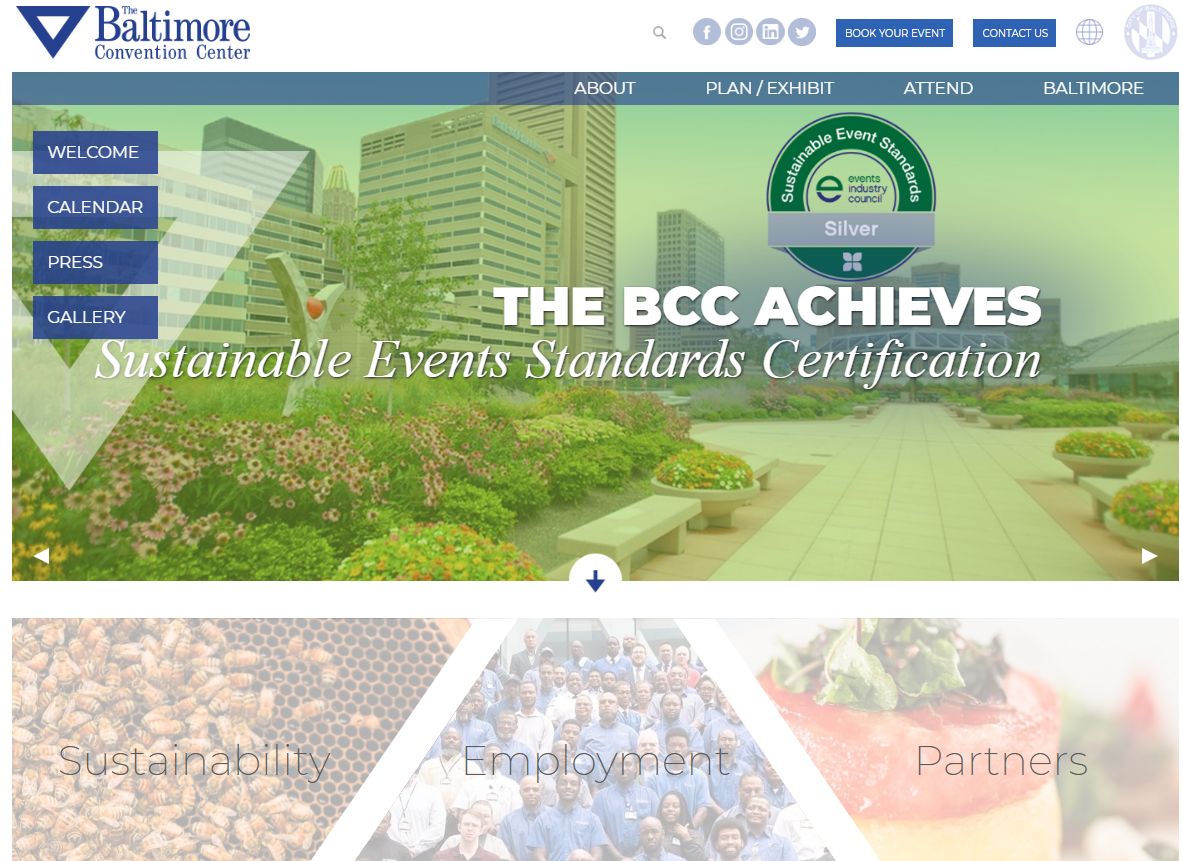 The
Baltimore
Convention Center
BOOK YOUR EVENT
CONTACT US
ABOUT
PLAN / EXHIBIT
ATTEND
BALTIMORE
WELCOME
CALENDAR
PRESS
GALLERY
Sustainable Event Standards
events
industry
council
Silver
THE BCC ACHIEVES
Sustainable Events Standards Certification
Sustainability
Employment
Partners